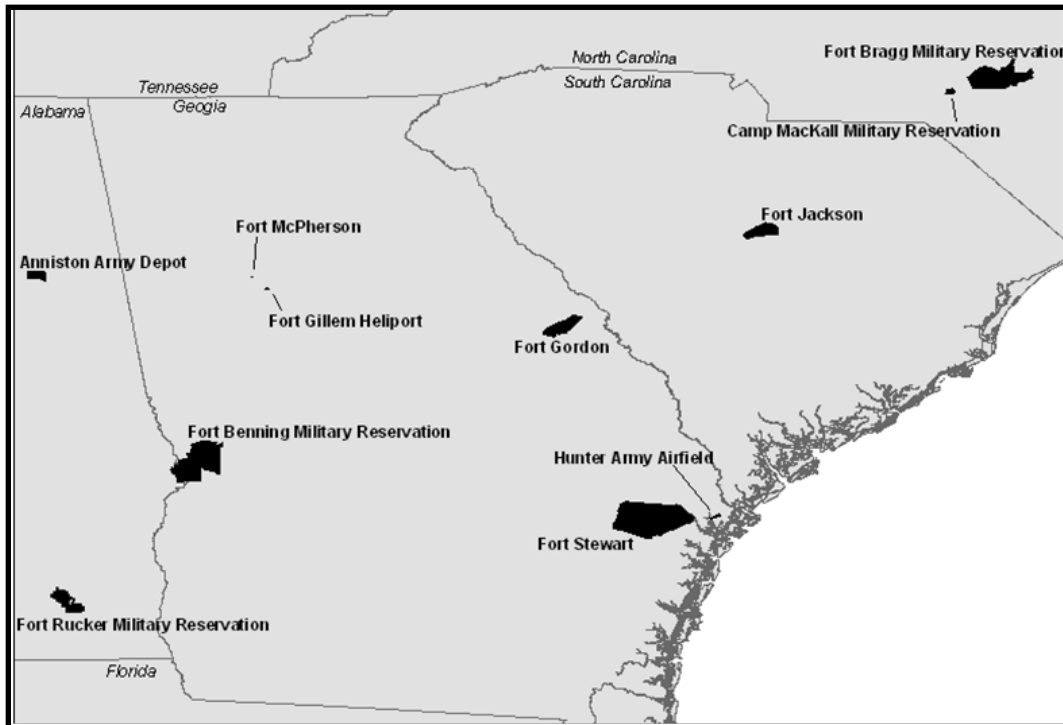 Fort Bragg Military Reservation
North Carolina
South Carolina
Tennessee
Geogia
Alabama
Camp MacKall Military Reservation
Fort Jackson
Fort McPherson
Anniston Army Depot
Fort Gillem Heliport
Fort Gordon
Fort Benning Military Reservation
Hunter Army Airfield
Fort Stewart
Fort Rucker Military Reservation
Florida